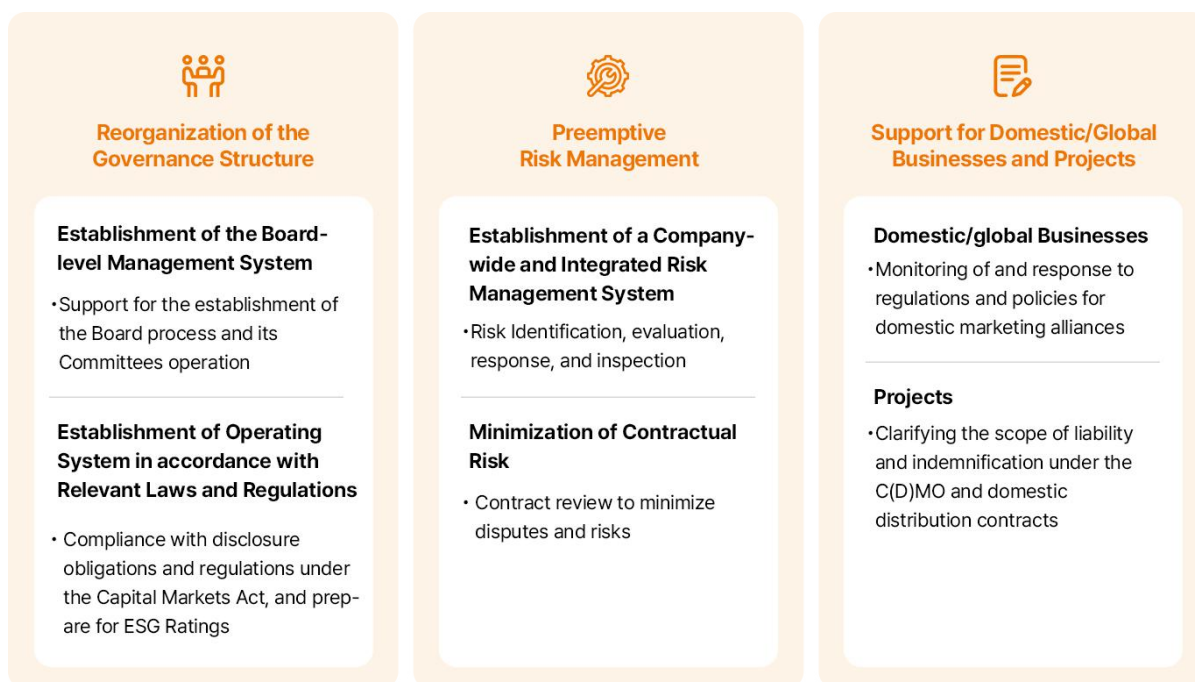 Reorganization of the
Governance Structure
Establishment of the Board-
level Management System
・Support for the establishment of
the Board process and its
Committees operation
Establishment of Operating
System in accordance with
Relevant Laws and Regulations
・ Compliance with disclosure
obligations and regulations under
the Capital Markets Act, and prep-
are for ESG Ratings
Preemptive
Risk Management
Establishment of a Company-
wide and Integrated Risk
Management System
・Risk Identification, evaluation,
response, and inspection
Minimization of Contractual
Risk
・ Contract review to minimize
disputes and risks
Support for Domestic/Global
Businesses and Projects
Domestic/global Businesses
・Monitoring of and response to
regulations and policies for
domestic marketing alliances
Projects
・Clarifying the scope of liability
and indemnification under the
C(D)MO and domestic
distribution contracts